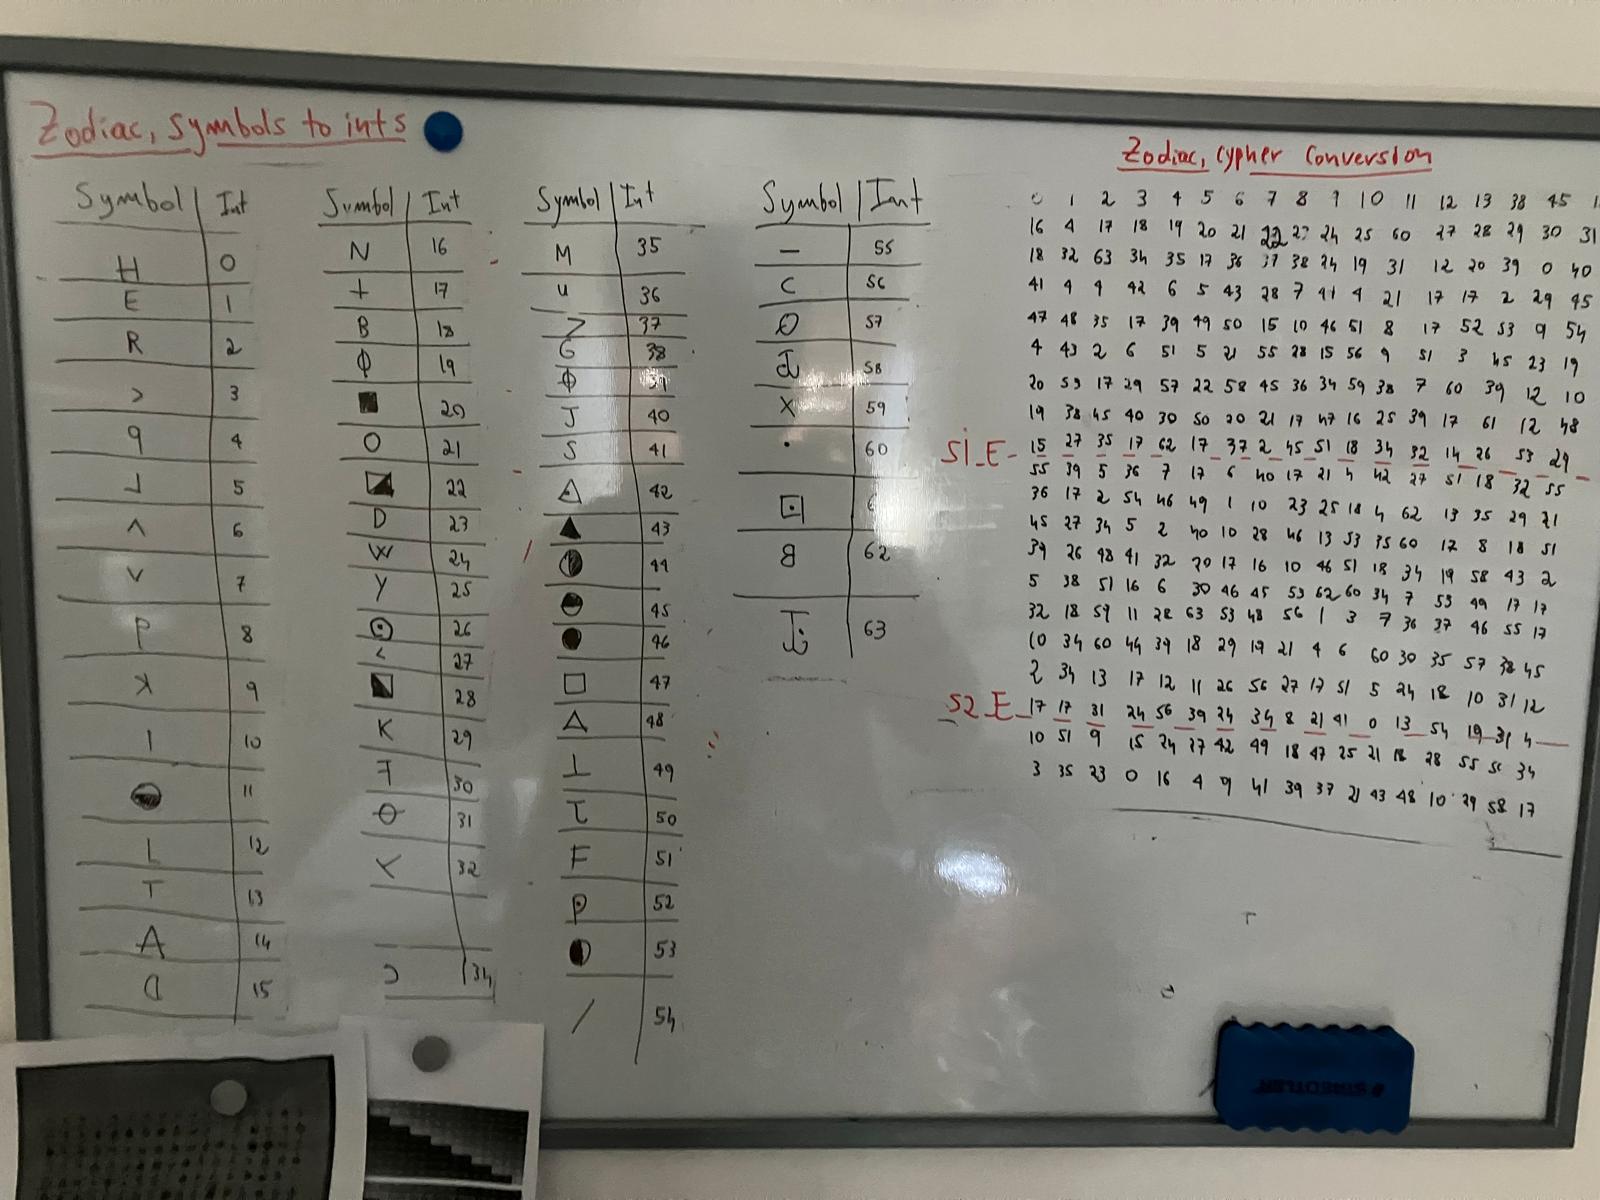 Zodiac, symbols to ints
Symbol Int
H 0
E 1
R 2
> 3
q 4
⅃ 5
ʌ 6
V 7
P 8
ʞ 9
| 10
11
L 12
T 13
A 14
ᗡ 15
Symbol Int
N 16
+ 17
B 18
Φ 19
■ 20
O 21
◪ 22
D 23
W 24
Y 25
⊙ 26
< 27
28
K 29
ꟻ 30
31
32
Ɔ 34
Symbol Int
M 35
U 36
Z 37
G 38
Φ 39
J 40
S 41
◬ 42
▲ 43
44
45
● 46
□ 47
△ 48
⊥ 49
50
F 51
52
◐ 53
/ 54
Symbol Int
— 55
C 56
57
58
X 59
· 60
⊡
8 62
63
Zodiac, cypher conversion
0 1 2 3 4 5 6 7 8 9 10 11 12 13 38 45
16 4 17 18 19 20 21 22 23 24 25 60 27 28 29 30 31
18 32 63 34 35 17 36 37 38 24 19 31 12 20 39 0 40
41 4 4 42 6 5 43 28 7 41 4 21 17 17 2 29 45
47 48 35 17 39 49 50 15 10 46 51 8 17 52 53 9 54
4 43 2 6 51 5 21 55 28 15 56 9 51 3 45 23 19
20 59 17 29 57 22 58 45 36 34 59 38 7 60 39 12 10
19 38 45 40 30 50 20 21 17 47 16 25 39 17 61 12 48
S1_E - 15 27 35 17 62 17 37 2 45 51 18 34 32 14 26 53 29
55 39 5 36 7 17 6 40 17 21 4 42 27 51 18 32 55
36 17 2 54 46 49 1 10 23 25 18 4 62 13 35 29 21
45 27 34 5 2 40 10 28 46 13 53 35 60 12 8 18 51
39 26 48 41 32 20 17 16 10 46 51 18 34 19 58 43 2
5 38 51 16 6 30 46 45 53 62 60 34 7 53 49 17 17
32 18 59 11 28 63 53 48 56 1 3 7 36 37 46 55 17
10 34 60 44 39 18 29 19 21 4 6 60 30 35 57 38 45
2 34 13 17 12 11 26 56 27 17 51 5 24 18 10 31 12
S2_E - 17 17 31 24 56 39 24 34 8 21 41 0 13 54 19 31 4
10 51 9 15 24 37 42 49 18 47 25 21 18 28 55 51 34
3 35 23 0 16 4 9 41 39 37 21 43 48 10 29 58 17
STAEDTLER